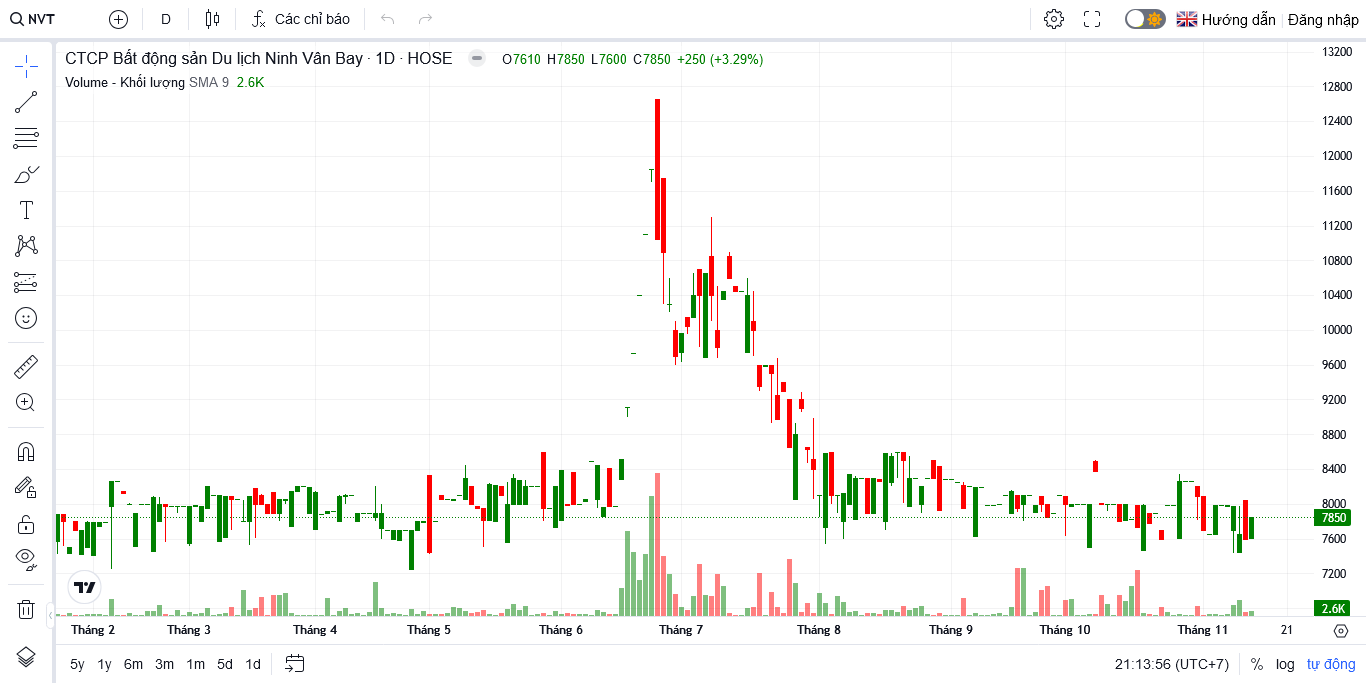 NVT D Các chỉ báo Hướng dẫn Đăng nhập
CTCP Bất động sản Du lịch Ninh Vân Bay · 1D · HOSE O7610 H7850 L7600 C7850 +250 (+3.29%)
Volume - Khối lượng SMA 9 2.6K
13200
12800
12400
12000
11600
11200
10800
10400
10000
9600
9200
8800
8400
8000
7850
7600
7200
2.6K
Tháng 2 Tháng 3 Tháng 4 Tháng 5 Tháng 6 Tháng 7 Tháng 8 Tháng 9 Tháng 10 Tháng 11 21
5y 1y 6m 3m 1m 5d 1d 21:13:56 (UTC+7) % log tự động